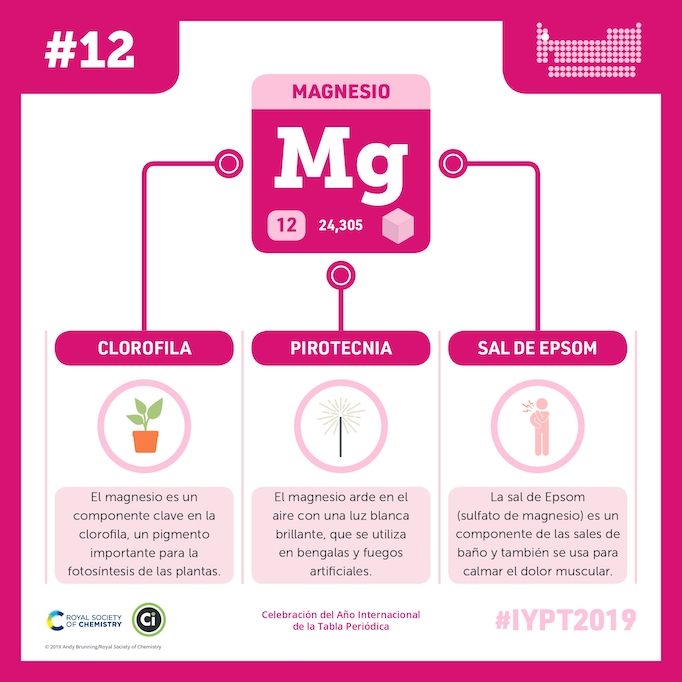 #12
MAGNESIO
Mg
12
24,305
CLOROFILA
El magnesio es un
componente clave en la
clorofila, un pigmento
importante para la
fotosíntesis de las plantas.
PIROTECNIA
El magnesio arde en el
aire con una luz blanca
brillante, que se utiliza
en bengalas y fuegos
artificiales.
SAL DE EPSOM
La sal de Epsom
(sulfato de magnesio) es un
componente de las sales de
baño y también se usa para
calmar el dolor muscular.
ROYAL SOCIETY
OF CHEMISTRY
Ci
Celebración del Año Internacional
de la Tabla Periódica
#IYPT2019
© 2019 Andy Brunning/Royal Society of Chemistry